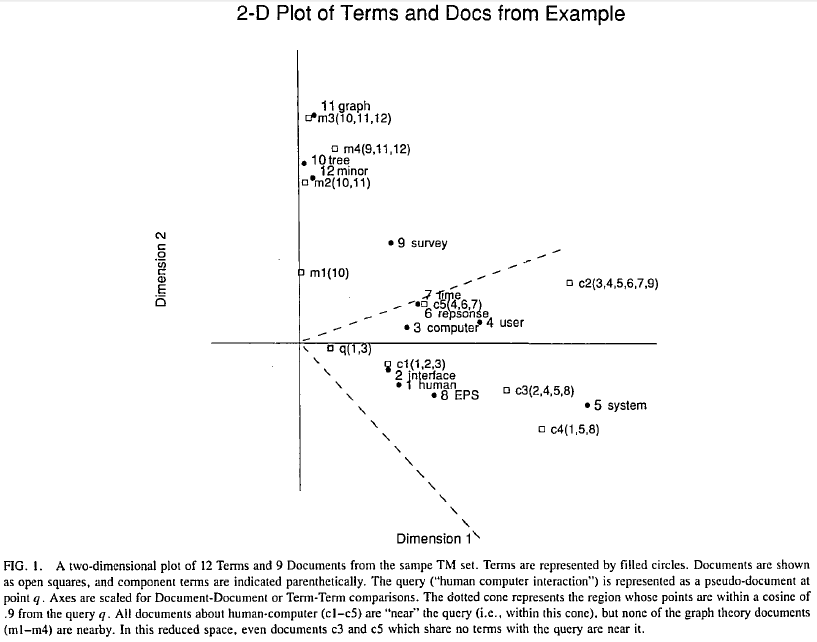 2-D Plot of Terms and Docs from Example
11 graph
m3(10,11,12)
m4(9,11,12)
10 tree
12 minor
m2(10,11)
Dimension 2
9 survey
m1(10)
c2(3,4,5,6,7,9)
7 time
c5(4,6,7)
6 repsonse
3 computer
4 user
q(1,3)
c1(1,2,3)
2 interface
1 human
8 EPS
c3(2,4,5,8)
5 system
c4(1,5,8)
Dimension 1
FIG. 1. A two-dimensional plot of 12 Terms and 9 Documents from the sampe TM set. Terms are represented by filled circles. Documents are shown
as open squares, and component terms are indicated parenthetically. The query ("human computer interaction") is represented as a pseudo-document at
point q. Axes are scaled for Document-Document or Term-Term comparisons. The dotted cone represents the region whose points are within a cosine of
.9 from the query q. All documents about human-computer (c1–c5) are "near" the query (i.e., within this cone), but none of the graph theory documents
(m1–m4) are nearby. In this reduced space, even documents c3 and c5 which share no terms with the query are near it.